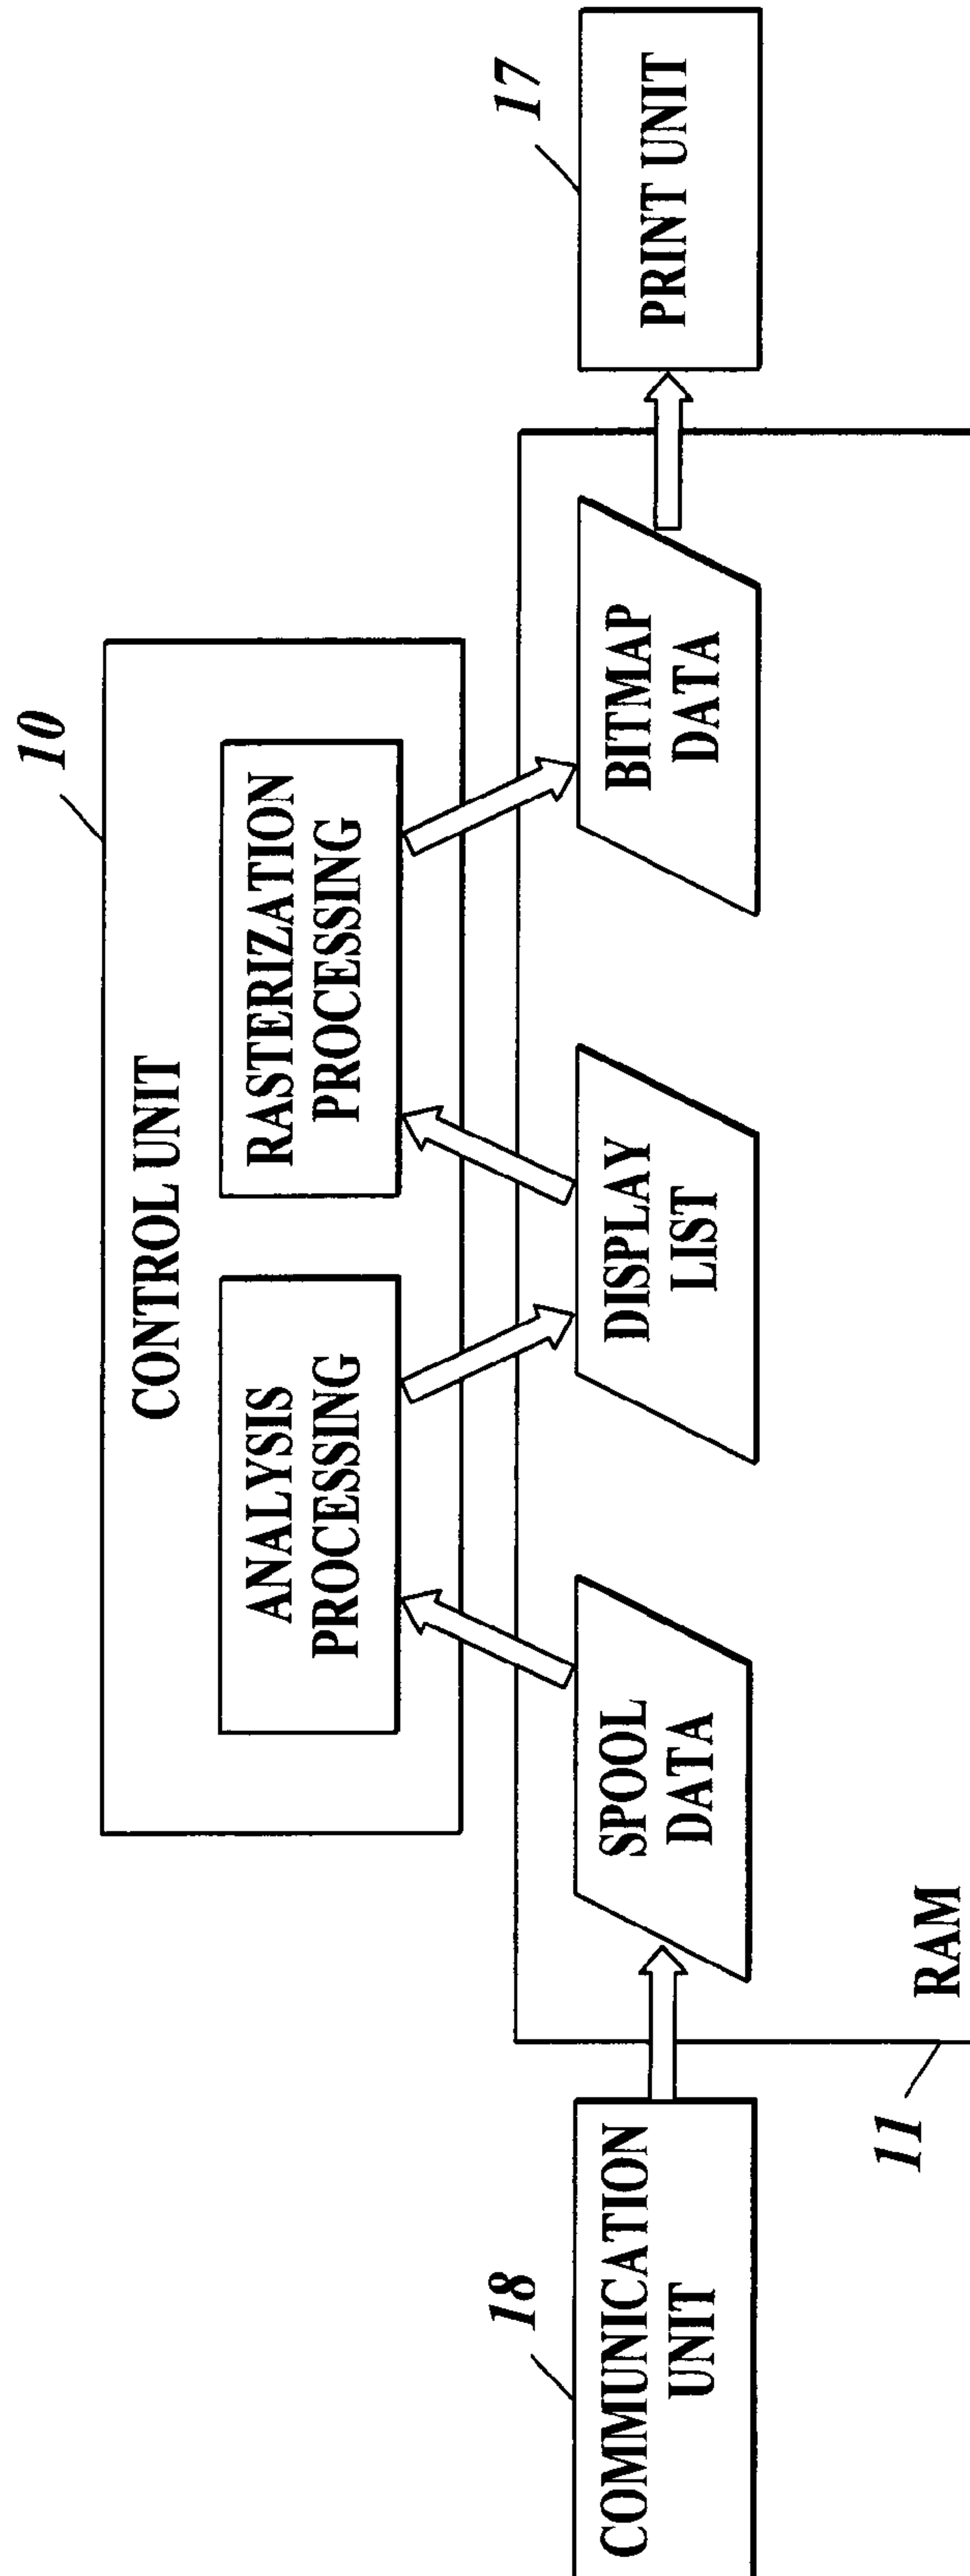 10
CONTROL UNIT
ANALYSIS
PROCESSING
RASTERIZATION
PROCESSING
18
COMMUNICATION
UNIT
SPOOL
DATA
DISPLAY
LIST
BITMAP
DATA
17
PRINT UNIT
11
RAM